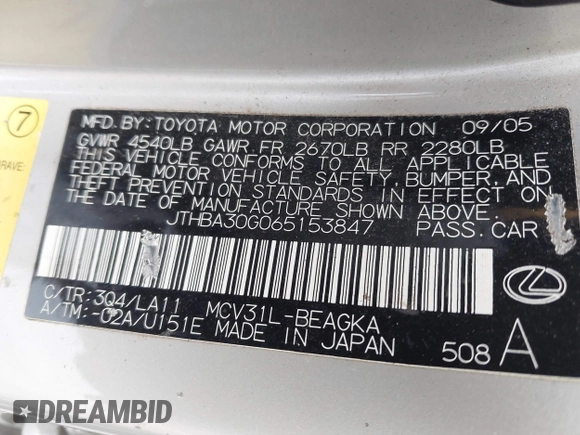 7
RAVHE:
MFD. BY: TOYOTA MOTOR CORPORATION 09/05
GVWR 4540LB GAWR FR 2670LB RR 2280LB
THIS VEHICLE CONFORMS TO ALL APPLICABLE
FEDERAL MOTOR VEHICLE SAFETY, BUMPER, AND
THEFT PREVENTION STANDARDS IN EFFECT ON
THE DATE OF MANUFACTURE SHOWN ABOVE.
JTHBA30G065153847 PASS. CAR
C/TR: 3Q4/LA11 MCV31L-BEAGKA
A/TM: -02A/U151E MADE IN JAPAN 508 A
DREAMBID